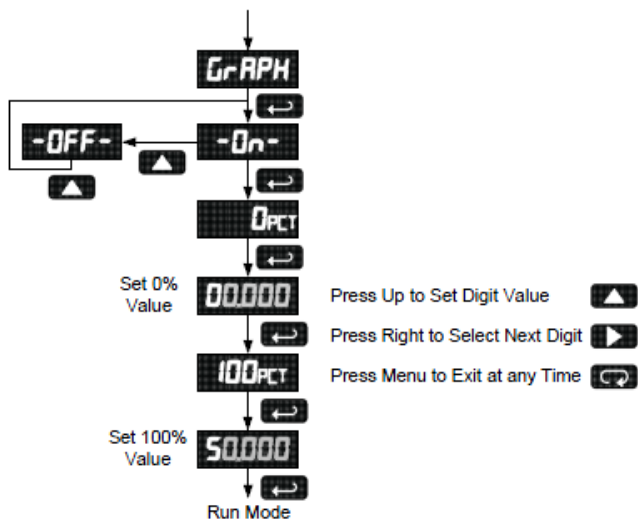 GrAPH
-OFF-
-On-
0PCT
Set 0%
Value
00.000
Press Up to Set Digit Value
Press Right to Select Next Digit
100PCT
Press Menu to Exit at any Time
Set 100%
Value
50.000
Run Mode